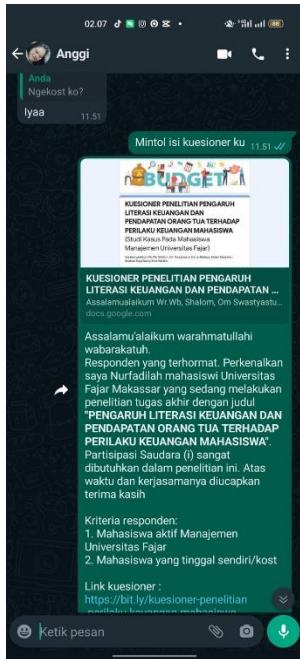 02.07
Anggi
Anda
Ngekost ko?
Iyaa 11.51
Mintol isi kuesioner ku 11.51
BUDGET
KUESIONER PENELITIAN PENGARUH
LITERASI KEUANGAN DAN
PENDAPATAN ORANG TUA TERHADAP
PERILAKU KEUANGAN MAHASISWA
(Studi Kasus Pada Mahasiswa
Manajemen Universitas Fajar)
KUESIONER PENELITIAN PENGARUH
LITERASI KEUANGAN DAN PENDAPATAN ...
Assalamualikum Wr.Wb, Shalom, Om Swastyastu...
docs.google.com
Assalamu'alaikum warahmatullahi
wabarakatuh.
Responden yang terhormat. Perkenalkan
saya Nurfadilah mahasiswi Universitas
Fajar Makassar yang sedang melakukan
penelitian tugas akhir dengan judul
"PENGARUH LITERASI KEUANGAN DAN
PENDAPATAN ORANG TUA TERHADAP
PERILAKU KEUANGAN MAHASISWA".
Partisipasi Saudara (i) sangat
dibutuhkan dalam penelitian ini. Atas
waktu dan kerjasamanya diucapkan
terima kasih
Kriteria responden:
1. Mahasiswa aktif Manajemen
Universitas Fajar
2. Mahasiswa yang tinggal sendiri/kost
Link kuesioner :
https://bit.ly/kuesioner-penelitian
-perilaku-keuangan-mahasiswa
Ketik pesan